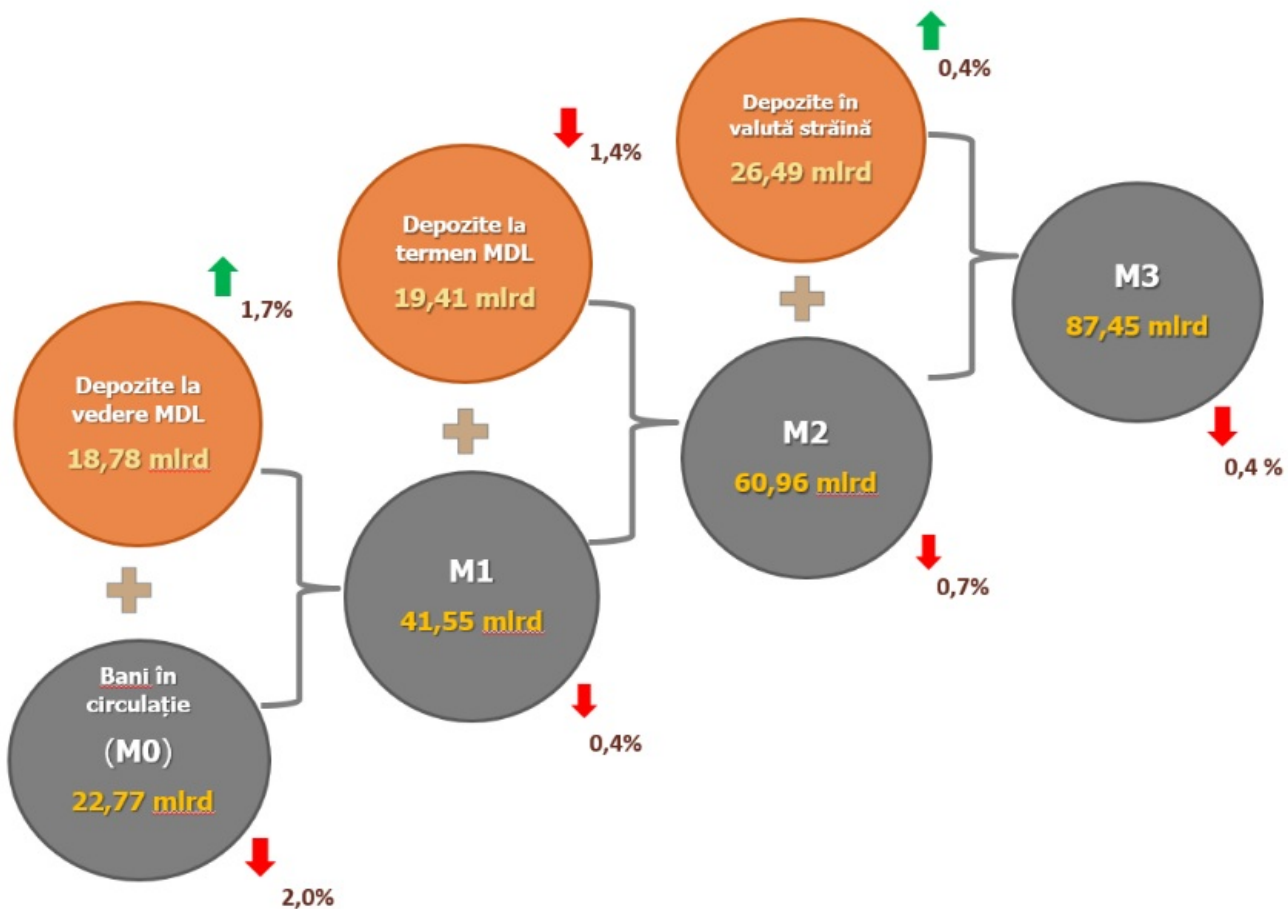 Depozite în
valută străină
26,49 mlrd
0,4%
Depozite la
termen MDL
19,41 mlrd
1,4%
Depozite la
vedere MDL
18,78 mlrd
1,7%
M3
87,45 mlrd
0,4 %
M2
60,96 mlrd
0,7%
M1
41,55 mlrd
0,4%
Bani în
circulație
(M0)
22,77 mlrd
2,0%